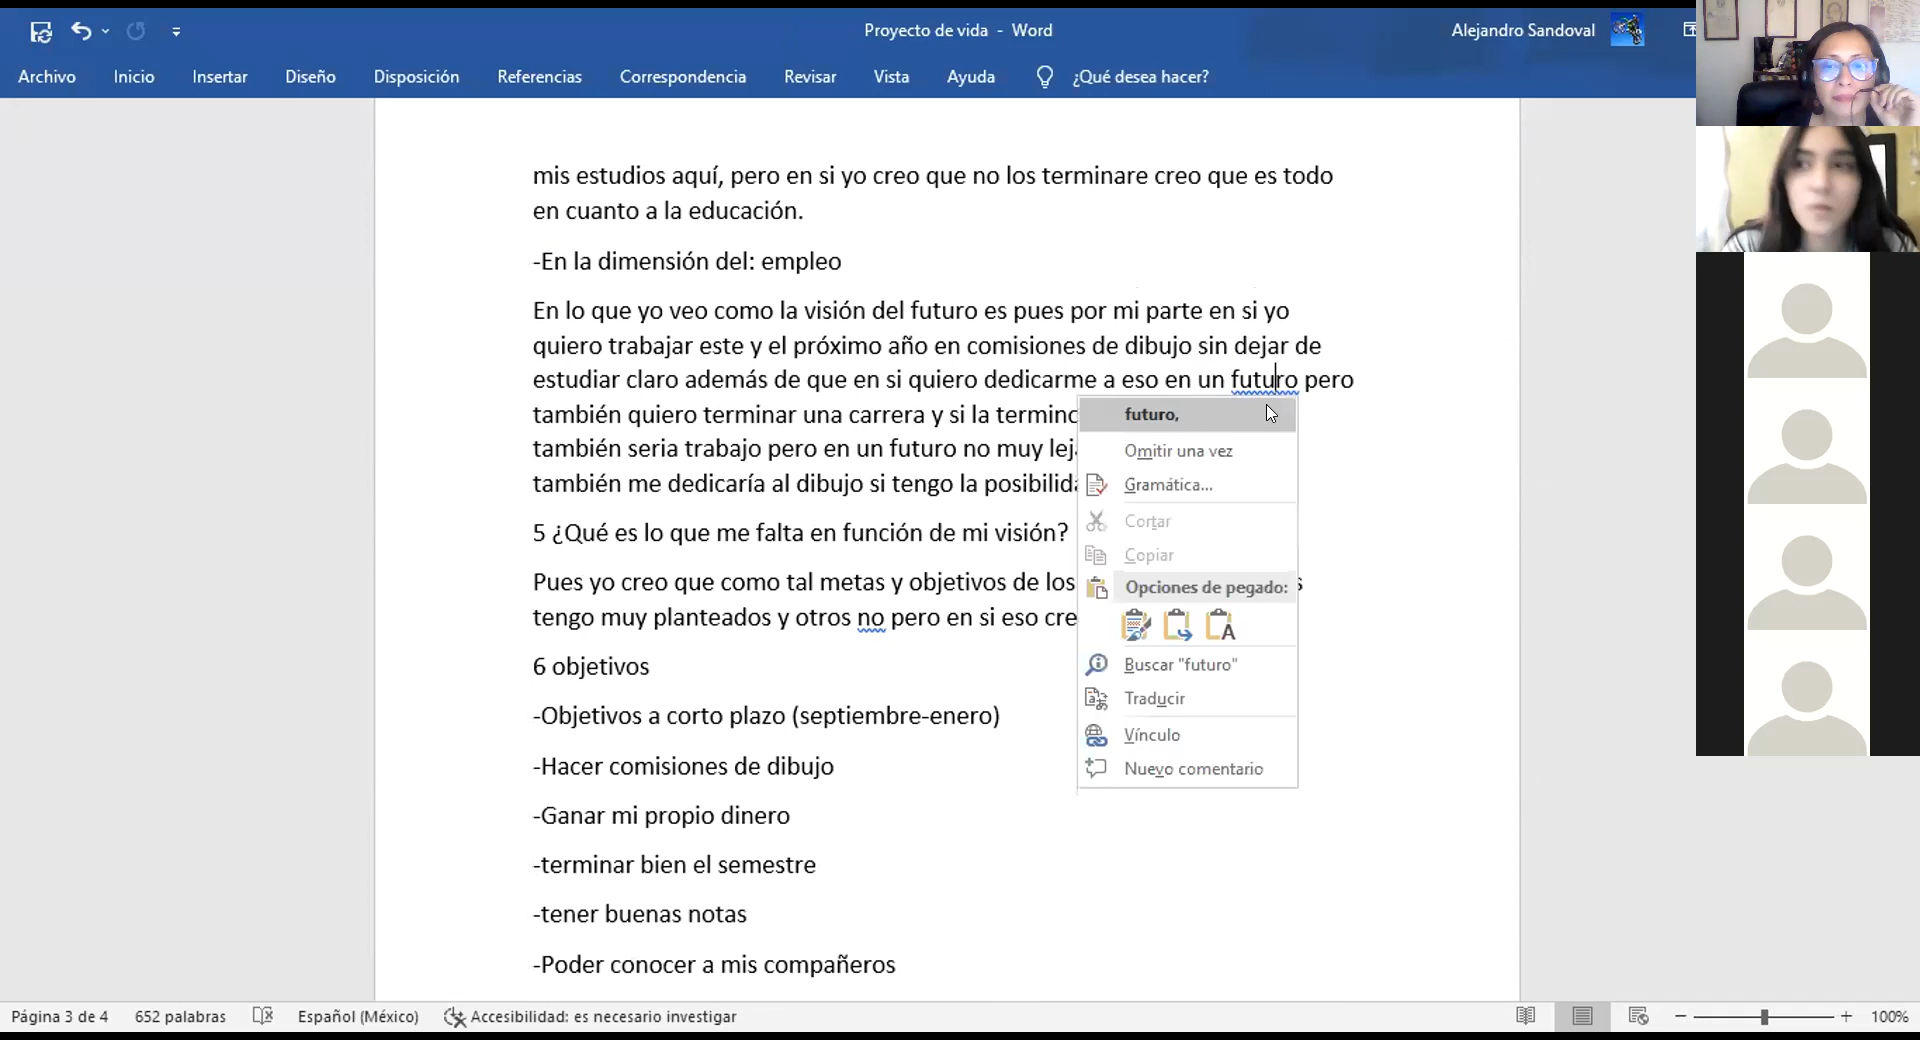 Proyecto de vida - Word
Alejandro Sandoval
Archivo Inicio Insertar Diseño Disposición Referencias Correspondencia Revisar Vista Ayuda ¿Qué desea hacer?
mis estudios aquí, pero en si yo creo que no los terminare creo que es todo
en cuanto a la educación.
-En la dimensión del: empleo
En lo que yo veo como la visión del futuro es pues por mi parte en si yo
quiero trabajar este y el próximo año en comisiones de dibujo sin dejar de
estudiar claro además de que en si quiero dedicarme a eso en un futuro pero
también quiero terminar una carrera y si la
también seria trabajo pero en un futuro no muy
también me dedicaría al dibujo si tengo la
5 ¿Qué es lo que me falta en función de mi visión?
Pues yo creo que como tal metas y objetivos de los
tengo muy planteados y otros no pero en si eso
6 objetivos
-Objetivos a corto plazo (septiembre-enero)
-Hacer comisiones de dibujo
-Ganar mi propio dinero
-terminar bien el semestre
-tener buenas notas
-Poder conocer a mis compañeros
futuro,
Omitir una vez
Gramática...
Cortar
Copiar
Opciones de pegado:
Buscar "futuro"
Traducir
Vínculo
Nuevo comentario
Página 3 de 4 652 palabras Español (México) Accesibilidad: es necesario investigar 100%